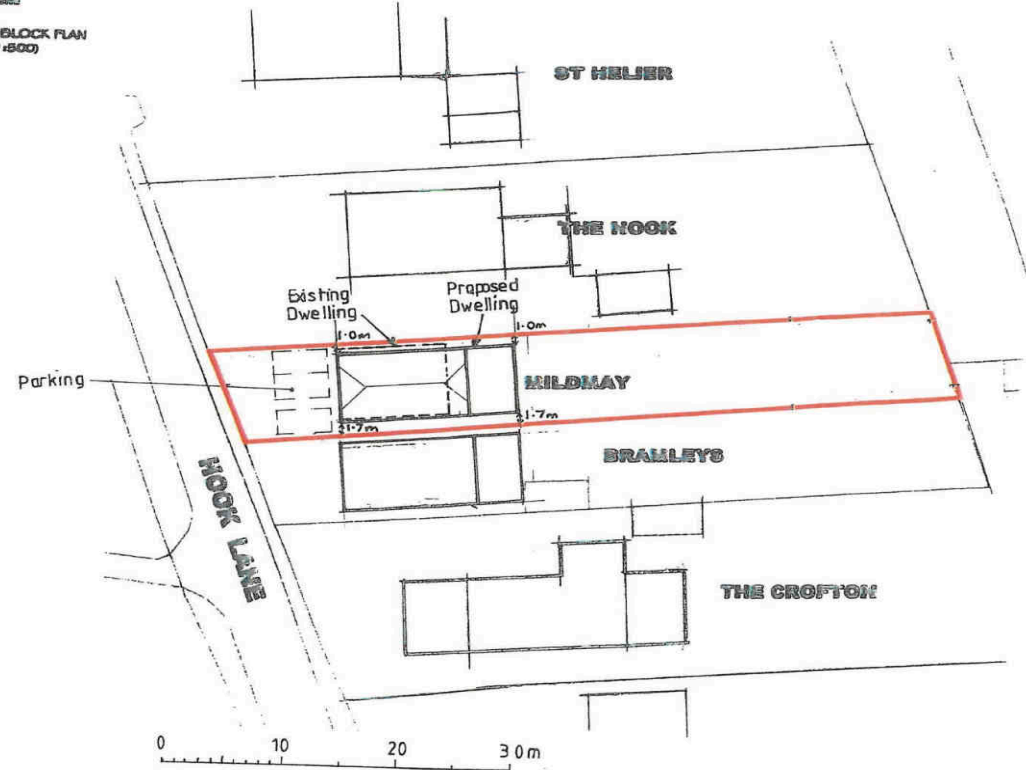 BLOCK PLAN
ST HELIER
THE NOOK
Existing
Dwelling
Proposed
Dwelling
1·0m
1·0m
Parking
MILDMAY
1·7m
1·7m
BRAMLEYS
HOOK LANE
THE CROFTON
0 10 20 30m